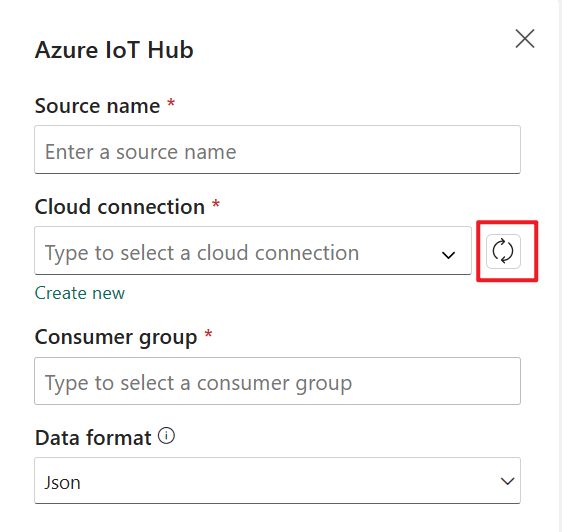 Azure IoT Hub
Source name *
Enter a source name
Cloud connection *
Type to select a cloud connection
Create new
Consumer group *
Type to select a consumer group
Data format
Json